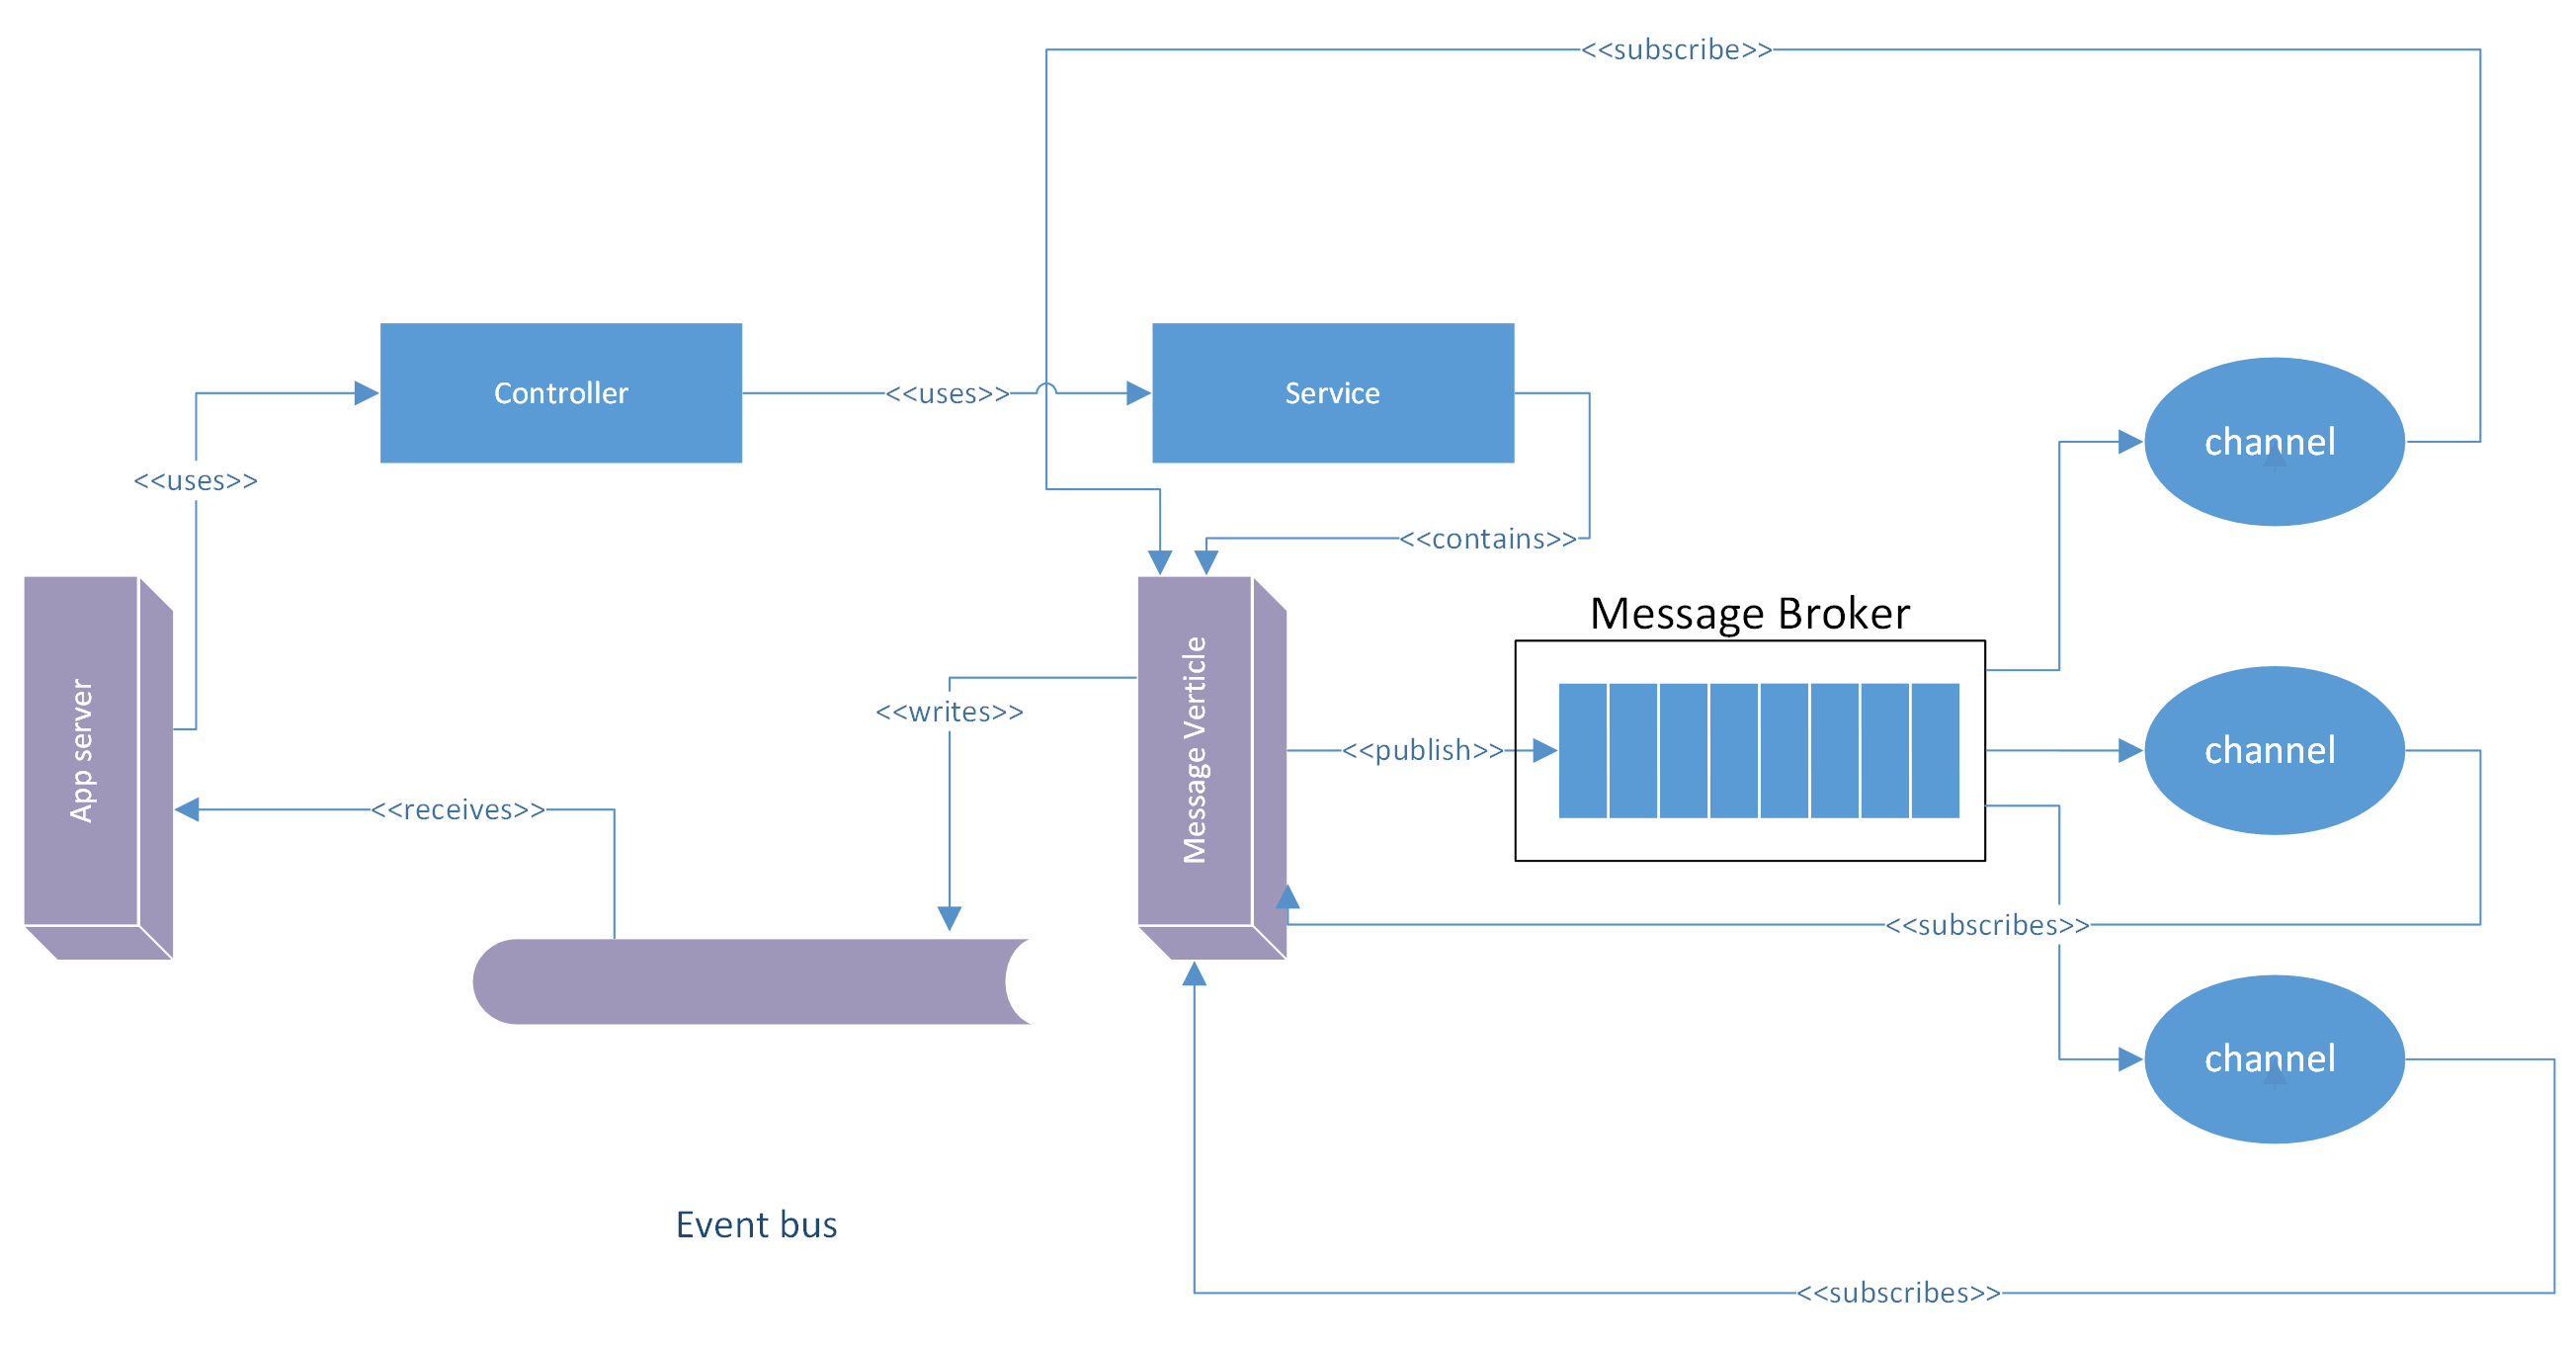 <<subscribe>>
Controller
<<uses>>
Service
channel
<<uses>>
<<contains>>
Message Broker
App server
<<writes>>
Message Verticle
<<publish>>
channel
<<receives>>
<<subscribes>>
channel
Event bus
<<subscribes>>